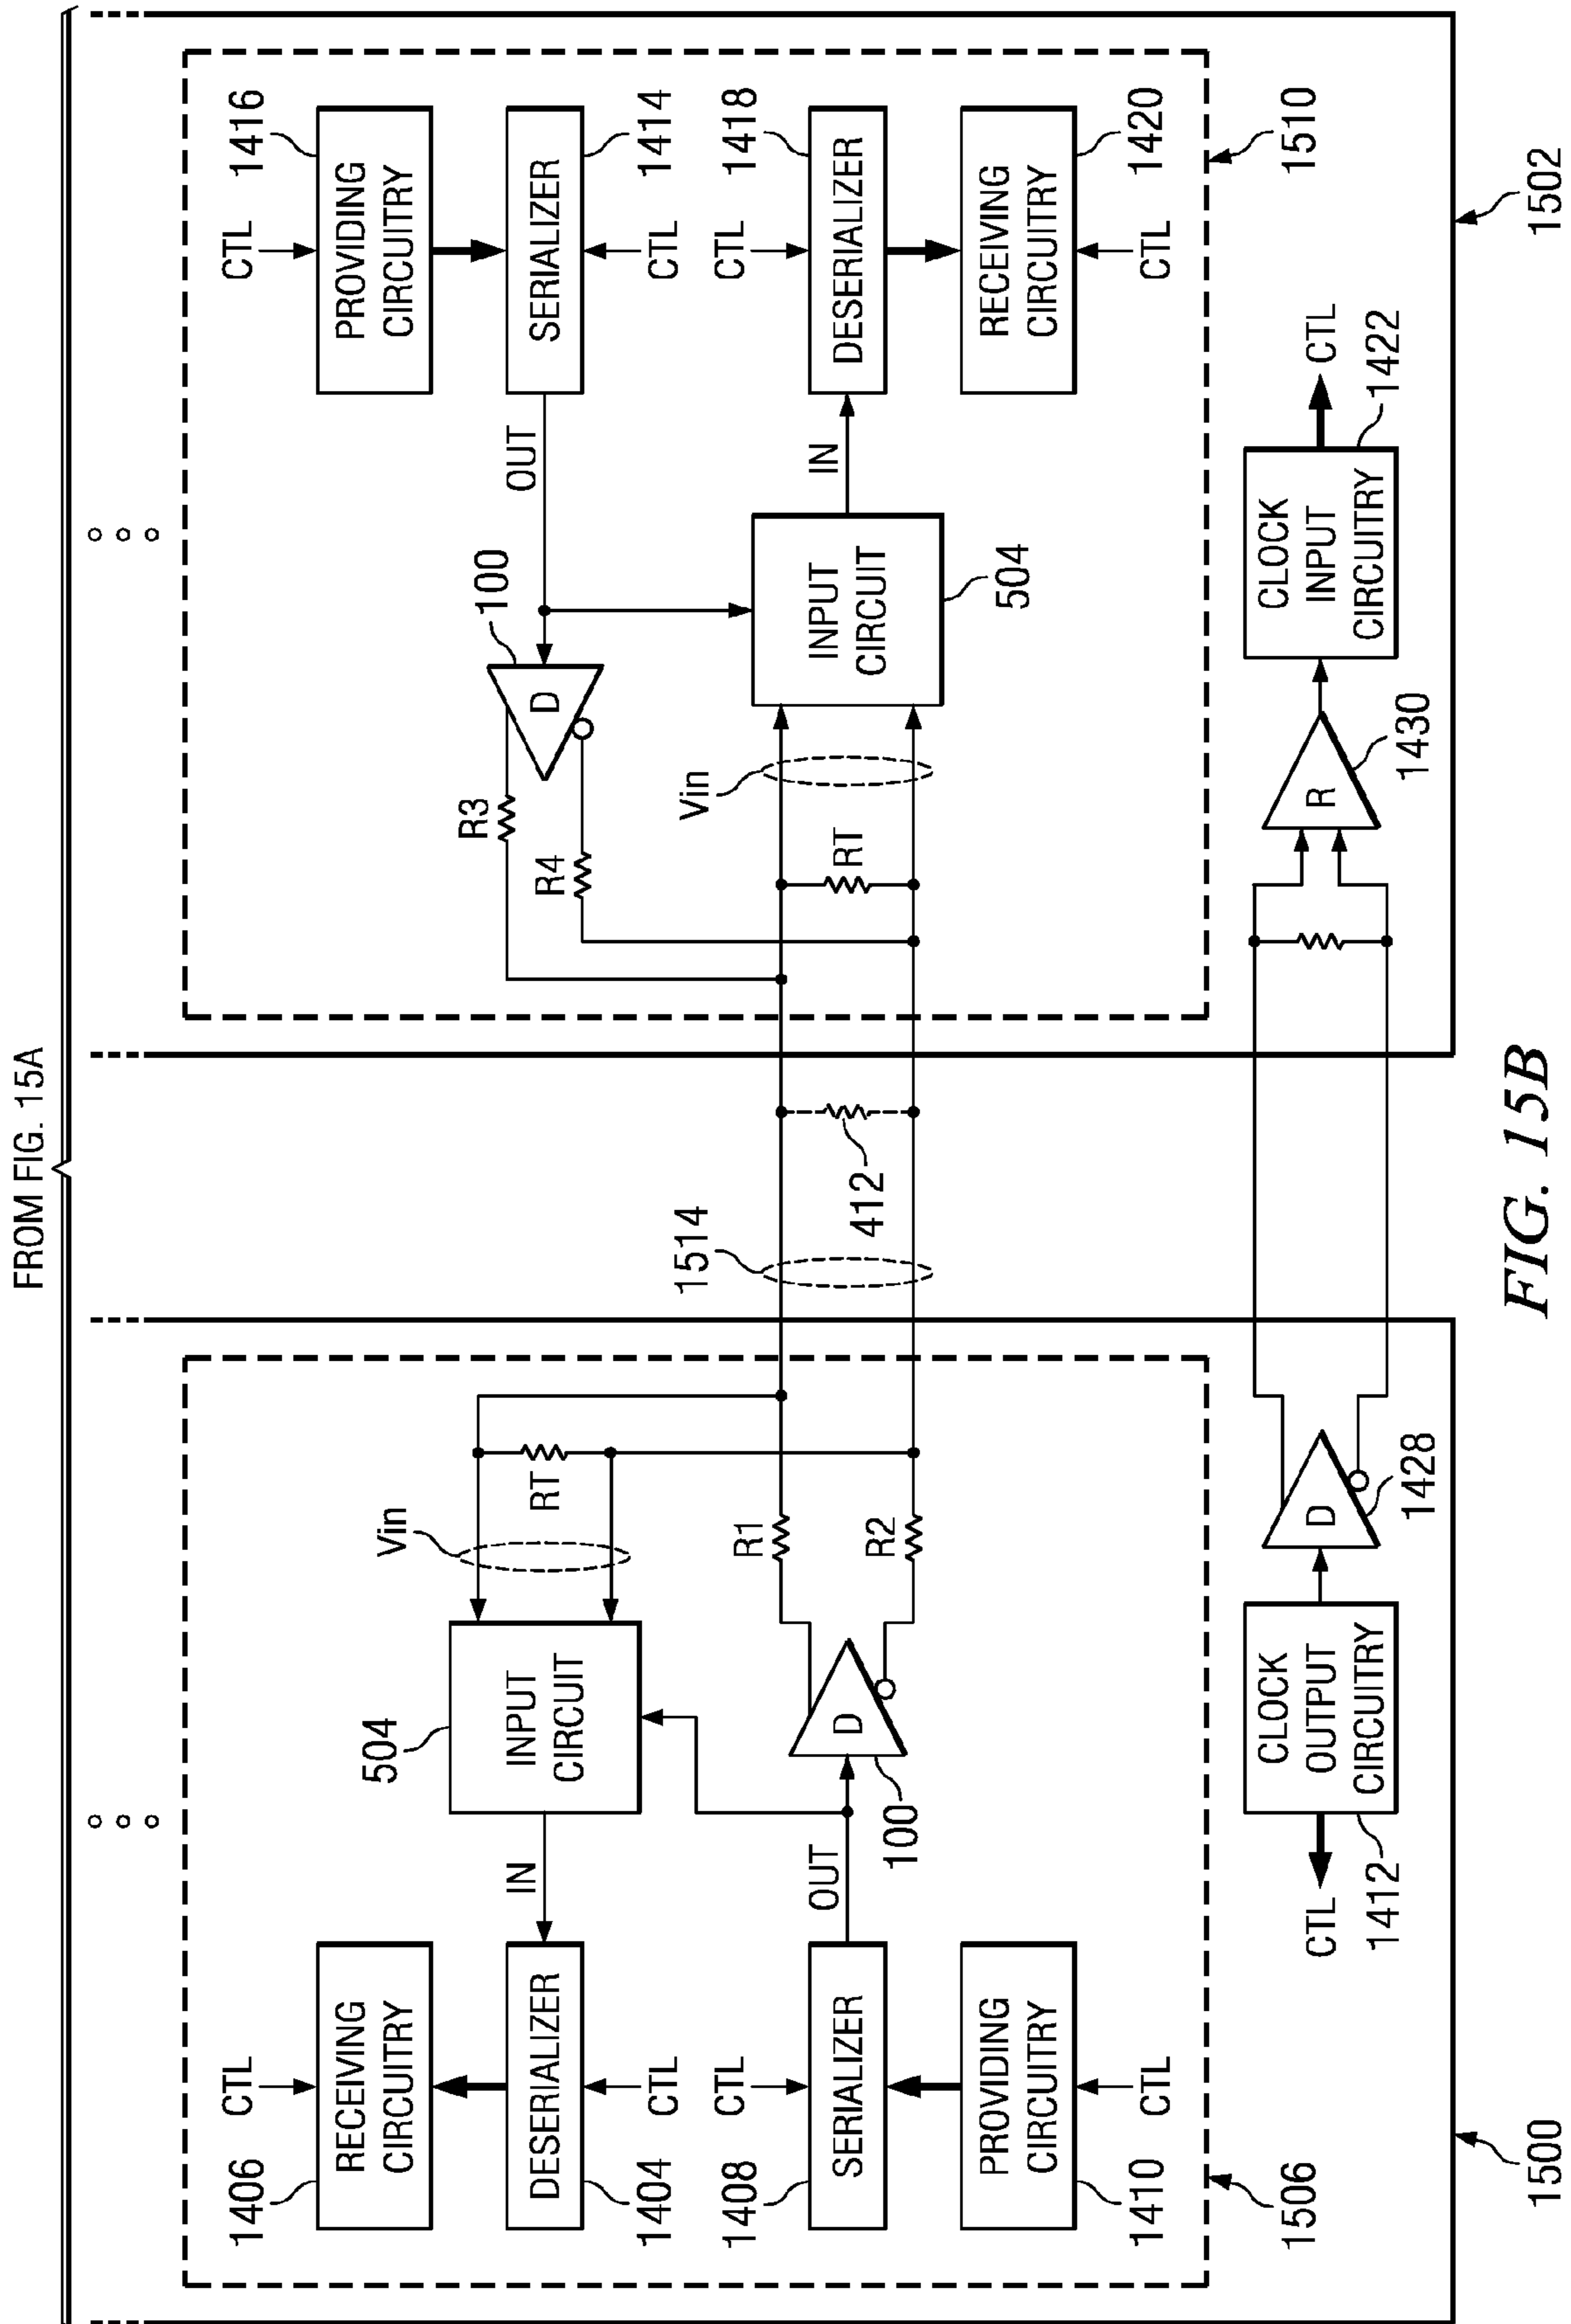 FROM FIG. 15A
1406
CTL
RECEIVING
CIRCUITRY
DESERIALIZER
1404
CTL
IN
504
INPUT
CIRCUIT
Vin
RT
1408
CTL
SERIALIZER
OUT
100
D
R1
R2
1410
PROVIDING
CIRCUITRY
CTL
1506
1514
412
100
D
R3
R4
OUT
CTL
1416
PROVIDING
CIRCUITRY
SERIALIZER
1414
CTL
Vin
RT
INPUT
CIRCUIT
504
IN
CTL
1418
DESERIALIZER
RECEIVING
CIRCUITRY
1420
CTL
1510
CTL
1412
CLOCK
OUTPUT
CIRCUITRY
D
1428
R
1430
CLOCK
INPUT
CIRCUITRY
CTL
1422
1500
1502
FIG. 15B